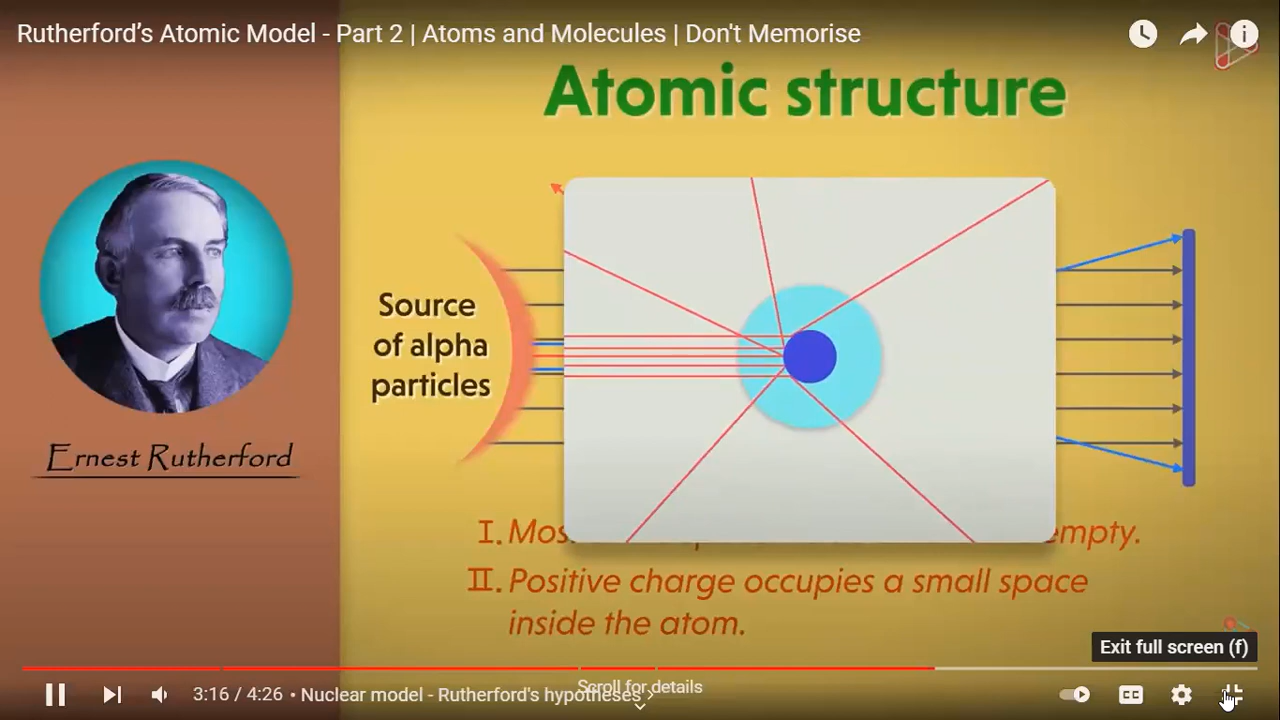 Rutherford’s Atomic Model - Part 2 | Atoms and Molecules | Don't Memorise
Atomic structure
Source
of alpha
particles
Ernest Rutherford
I. Mos empty.
II. Positive charge occupies a small space
inside the atom.
Exit full screen (f)
Scroll for details
3:16 / 4:26 • Nuclear model - Rutherford's hypotheses
CC